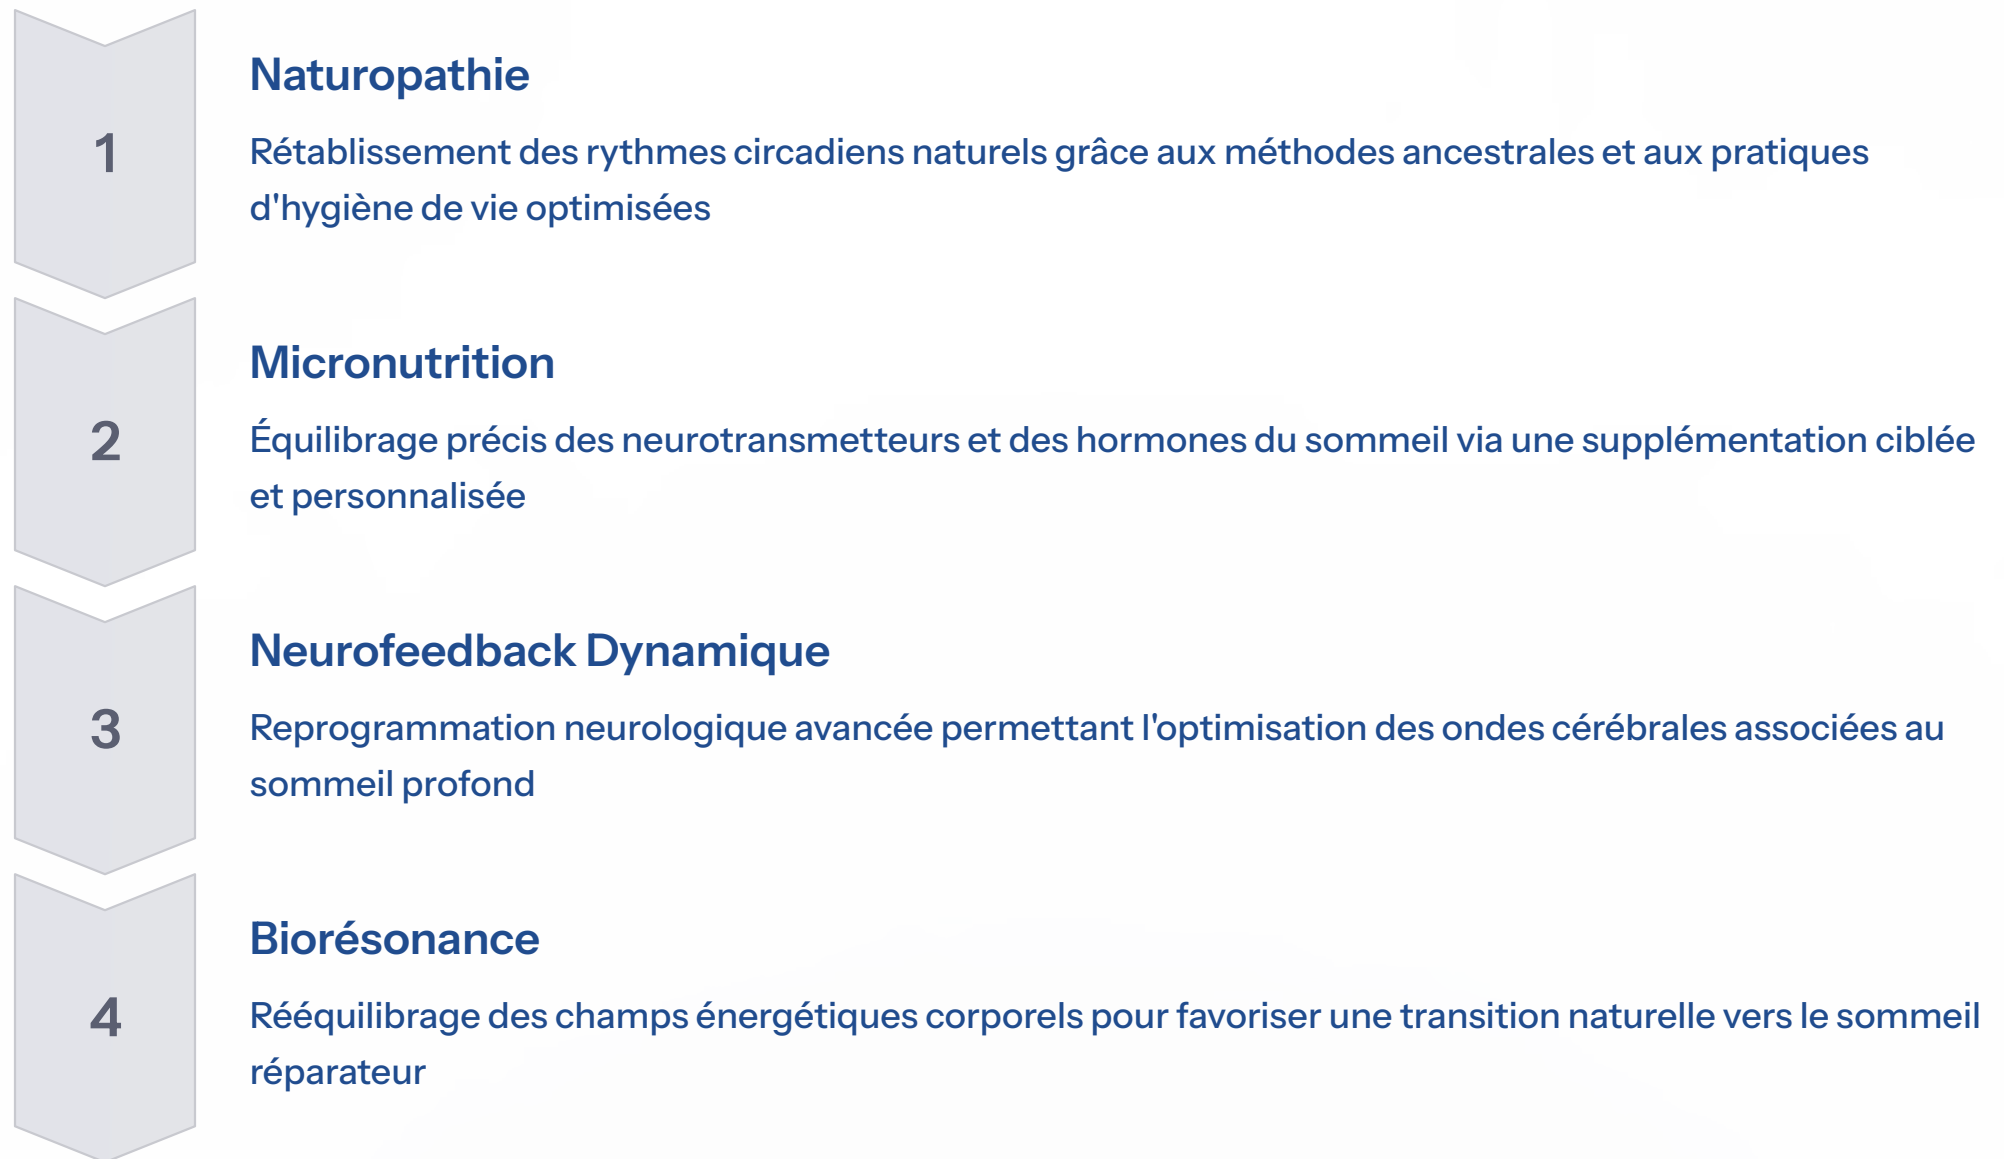 1
Naturopathie
Rétablissement des rythmes circadiens naturels grâce aux méthodes ancestrales et aux pratiques
d'hygiène de vie optimisées
2
Micronutrition
Équilibrage précis des neurotransmetteurs et des hormones du sommeil via une supplémentation ciblée
et personnalisée
3
Neurofeedback Dynamique
Reprogrammation neurologique avancée permettant l'optimisation des ondes cérébrales associées au
sommeil profond
4
Biorésonance
Rééquilibrage des champs énergétiques corporels pour favoriser une transition naturelle vers le sommeil
réparateur